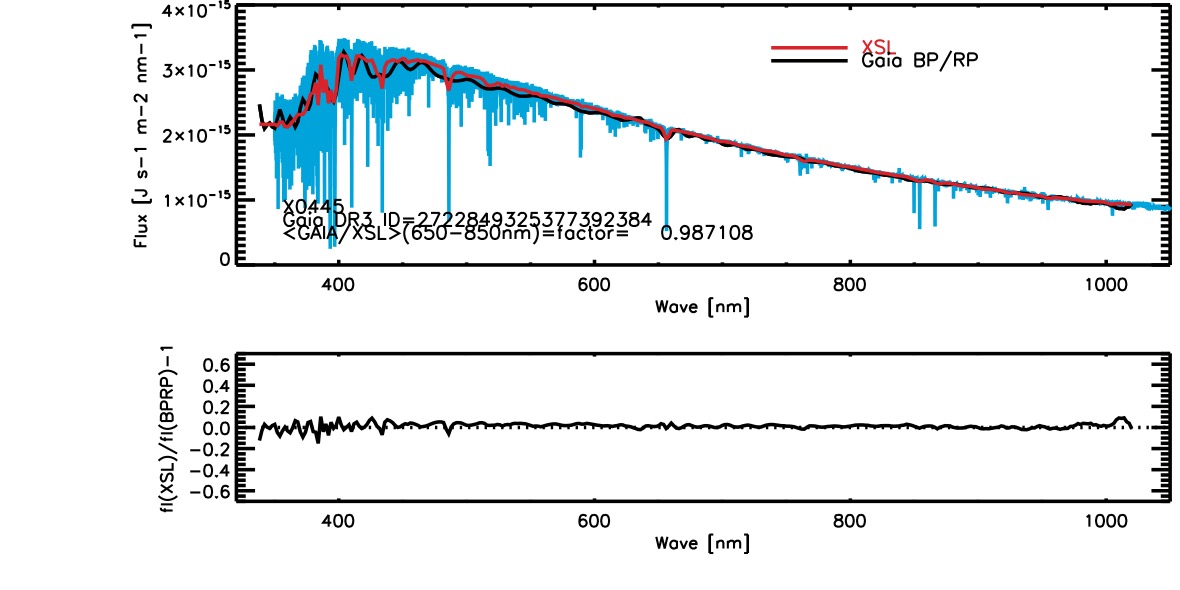 4×10−15
3×10−15
2×10−15
1×10−15
0
Flux [J s−1 m−2 nm−1]
XSL
Gaia BP/RP
X0445
Gaia DR3 ID=2722849325377392384
<GAIA/XSL>(650−850nm)=factor= 0.987108
400 600 800 1000
Wave [nm]
fl(XSL)/fl(BPRP)−1
0.6
0.4
0.2
0.0
−0.2
−0.4
−0.6
400 600 800 1000
Wave [nm]